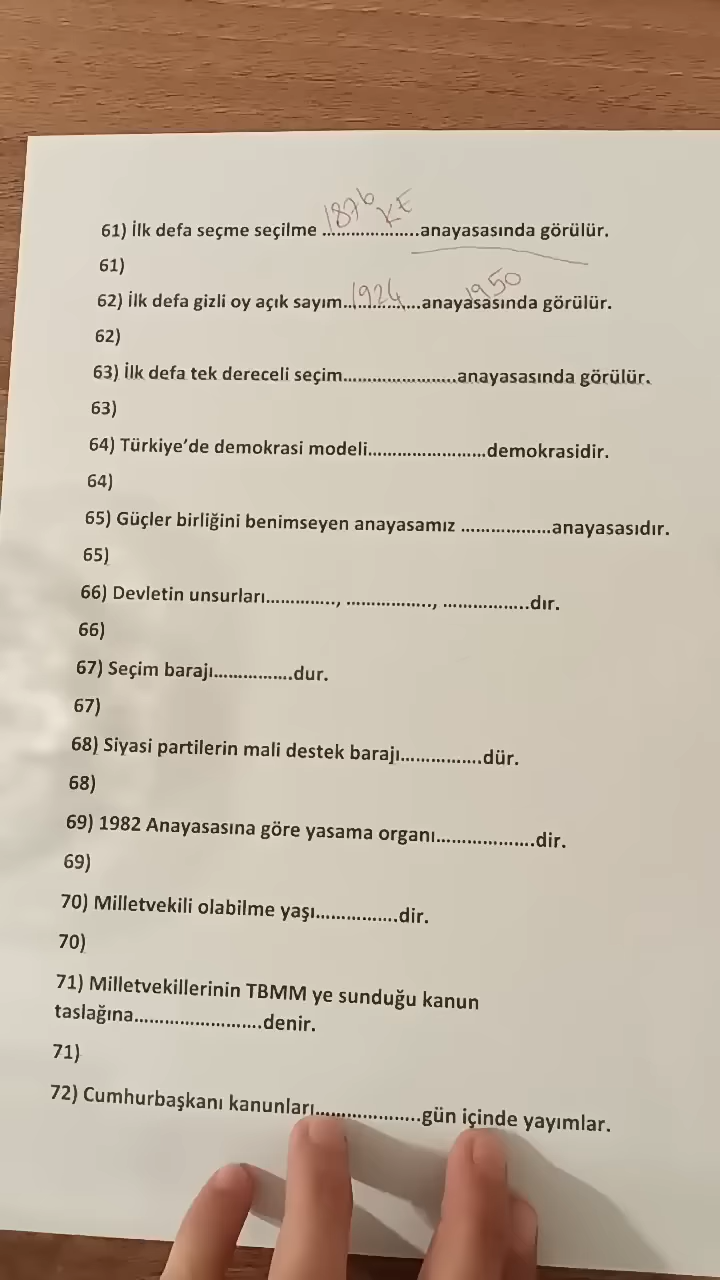 1876 KE
61) İlk defa seçme seçilme ...................anayasasında görülür.
61)
1924 1950
62) İlk defa gizli oy açık sayım................anayasasında görülür.
62)
63) İlk defa tek dereceli seçim.......................anayasasında görülür.
63)
64) Türkiye'de demokrasi modeli........................demokrasidir.
64)
65) Güçler birliğini benimseyen anayasamız ..................anayasasıdır.
65)
66) Devletin unsurları.............., ................., .................dır.
66)
67) Seçim barajı................dur.
67)
68) Siyasi partilerin mali destek barajı................dür.
68)
69) 1982 Anayasasına göre yasama organı...................dir.
69)
70) Milletvekili olabilme yaşı................dir.
70)
71) Milletvekillerinin TBMM ye sunduğu kanun
taslağına.........................denir.
71)
72) Cumhurbaşkanı kanunları.....................gün içinde yayımlar.